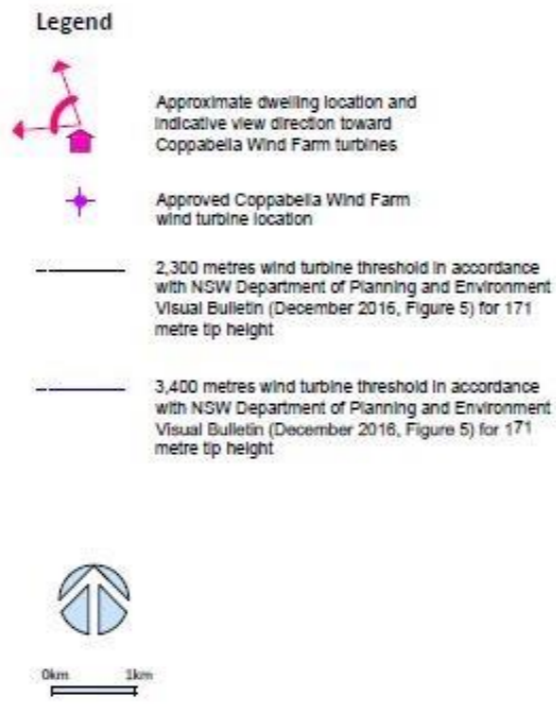 Legend
Approximate dwelling location and
indicative view direction toward
Coppabella Wind Farm turbines
Approved Coppabella Wind Farm
wind turbine location
2,300 metres wind turbine threshold in accordance
with NSW Department of Planning and Environment
Visual Bulletin (December 2016, Figure 5) for 171
metre tip height
3,400 metres wind turbine threshold in accordance
with NSW Department of Planning and Environment
Visual Bulletin (December 2016, Figure 5) for 171
metre tip height
0km 1km